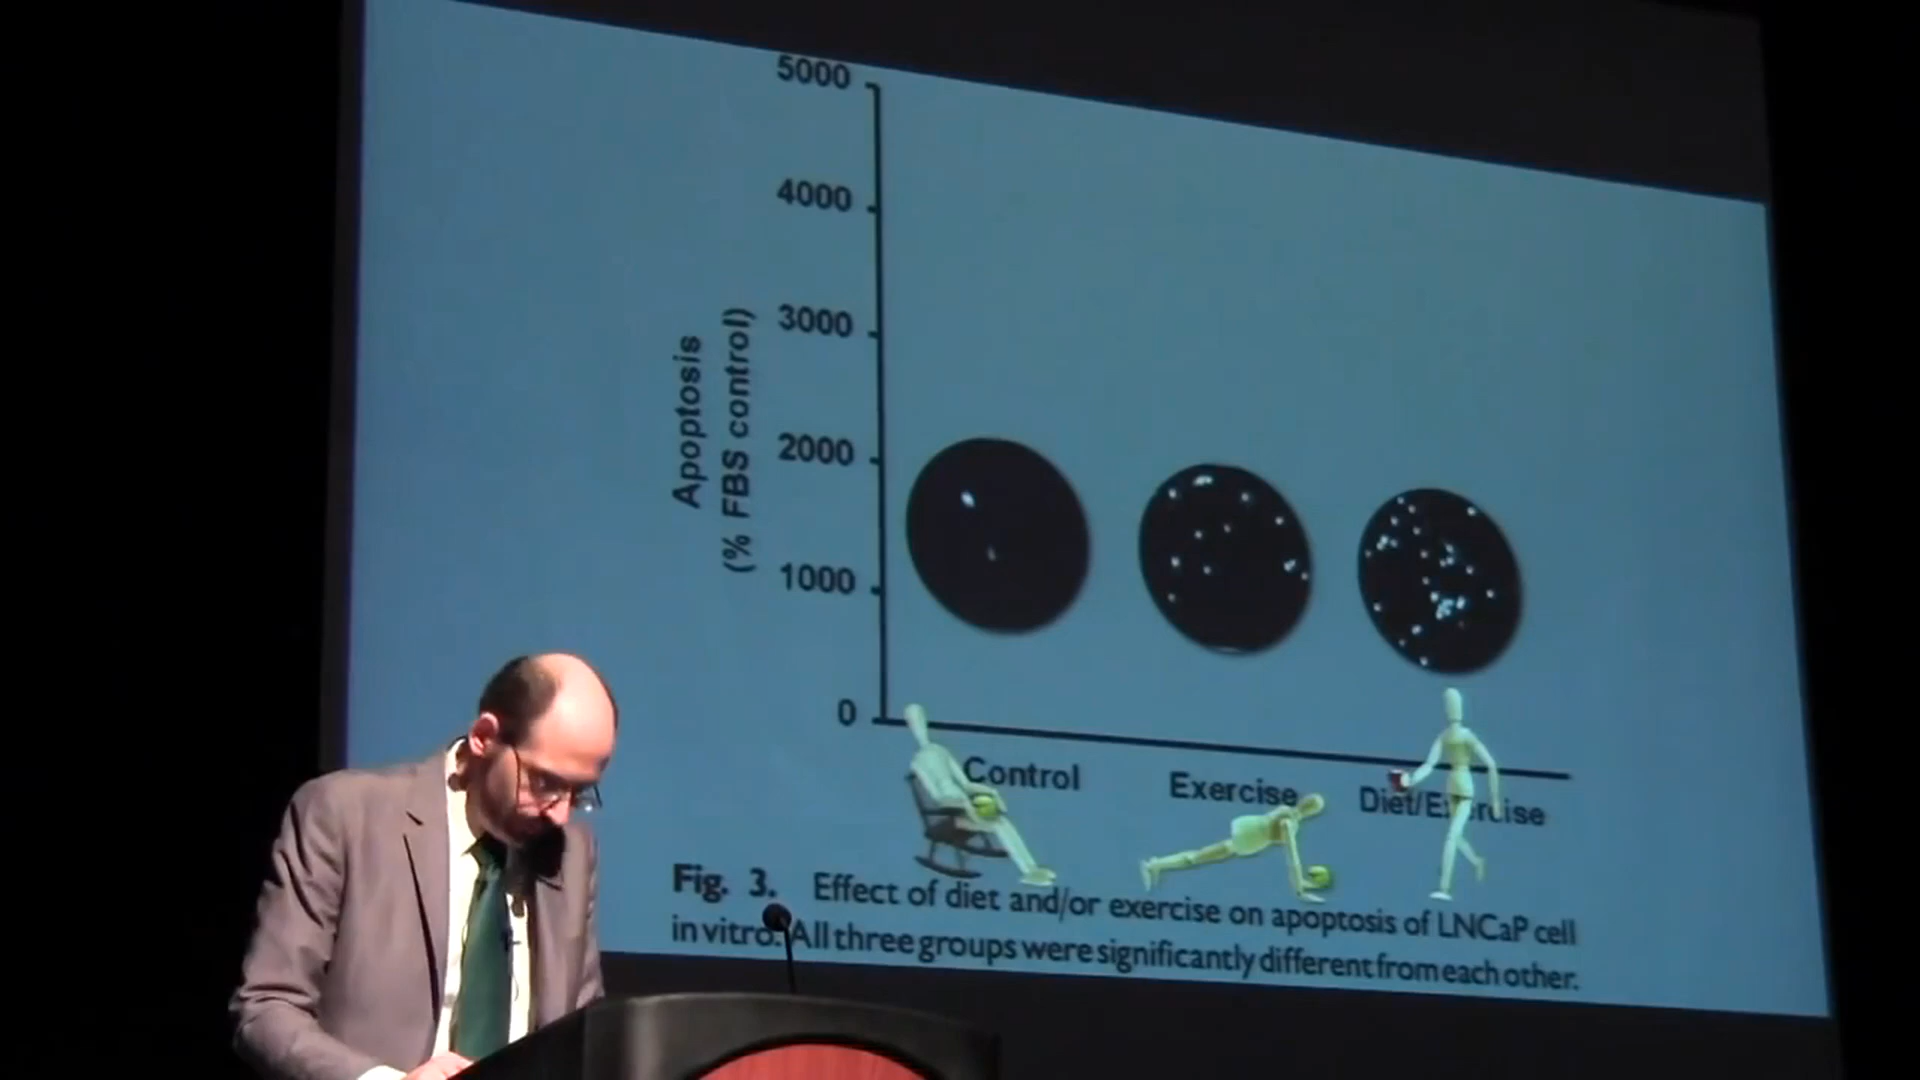 5000
4000
3000
2000
1000
0
Apoptosis
(% FBS control)
Control
Exercise
Diet/Exercise
Fig. 3. Effect of diet and/or exercise on apoptosis of LNCaP cell
in vitro. All three groups were significantly different from each other.